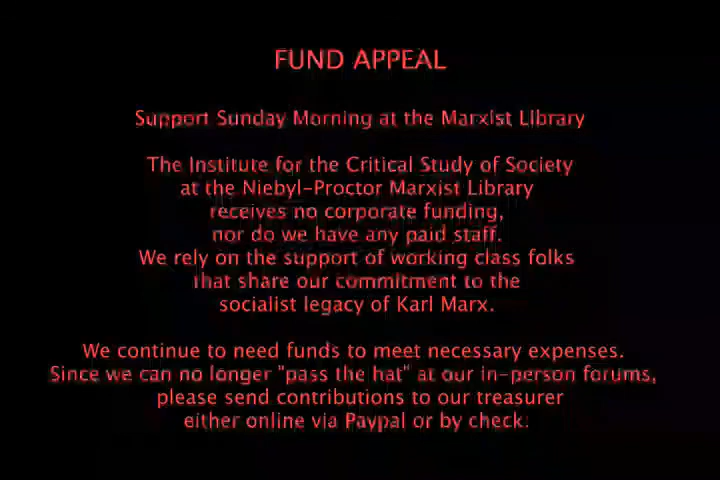 FUND APPEAL
Support Sunday Morning at the Marxist Library
The Institute for the Critical Study of Society
at the Niebyl-Proctor Marxist Library
receives no corporate funding,
nor do we have any paid staff.
We rely on the support of working class folks
that share our commitment to the
socialist legacy of Karl Marx.
We continue to need funds to meet necessary expenses.
Since we can no longer "pass the hat" at our in-person forums,
please send contributions to our treasurer
either online via Paypal or by check: